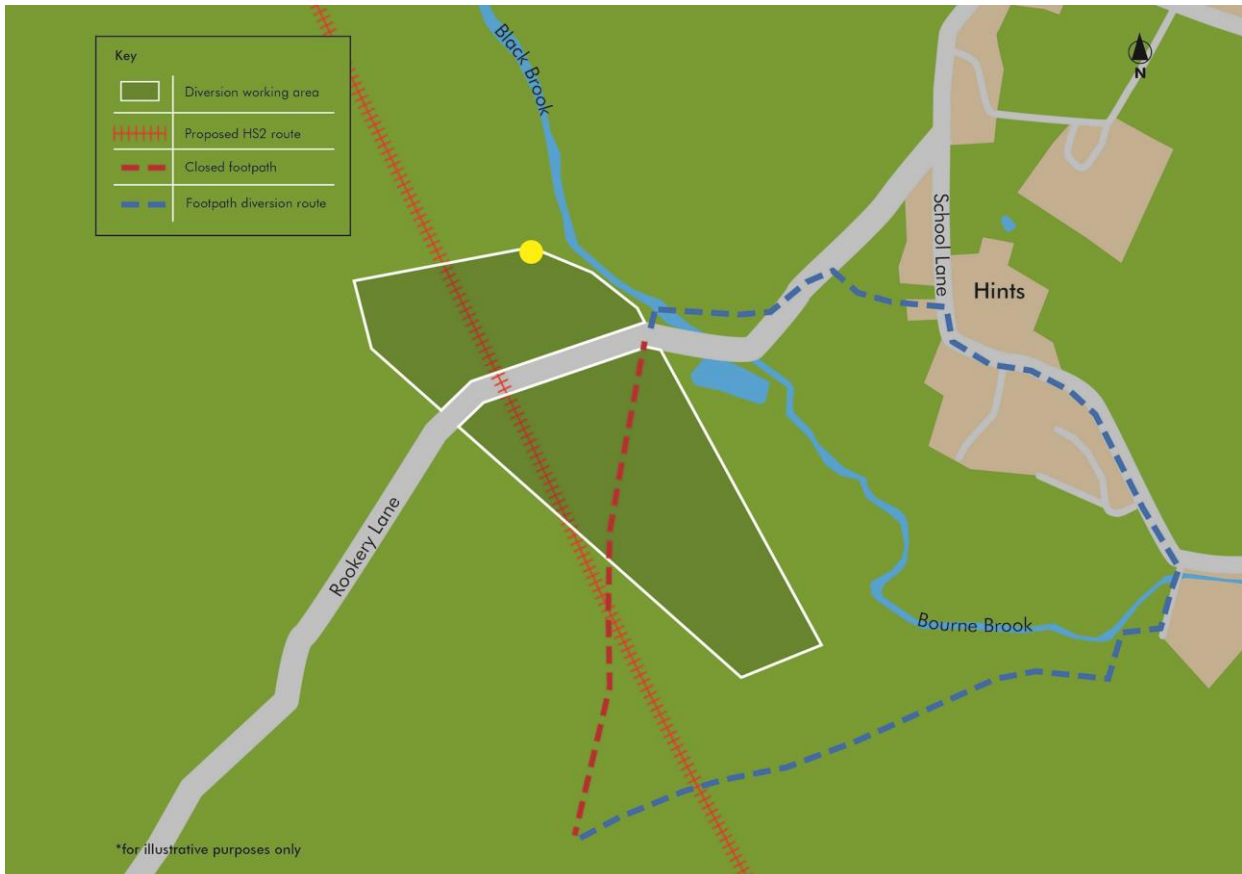 Key
Diversion working area
Proposed HS2 route
Closed footpath
Footpath diversion route
Black Brook
N
School Lane
Hints
Rookery Lane
Bourne Brook
*for illustrative purposes only